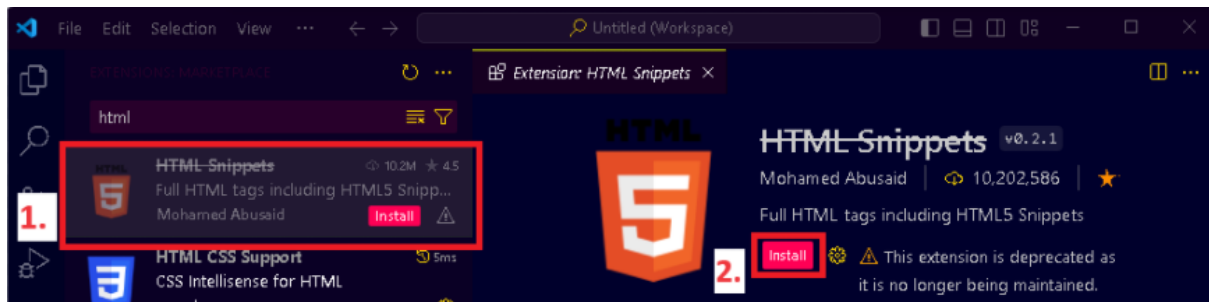 File Edit Selection View ... Untitled (Workspace)
EXTENSIONS: MARKETPLACE ...
Extension: HTML Snippets
...
html
HTML
HTML Snippets 10.2M 4.5
Full HTML tags including HTML5 Snipp...
Mohamed Abusaid Install
1.
HTML CSS Support 5ms
CSS Intellisense for HTML
HTML
5
HTML Snippets v0.2.1
Mohamed Abusaid 10,202,586
Full HTML tags including HTML5 Snippets
2.
Install This extension is deprecated as
it is no longer being maintained.